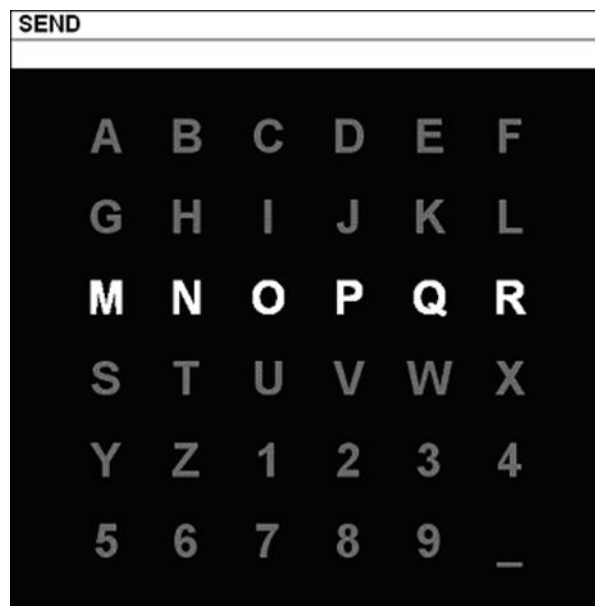 SEND
A B C D E F
G H I J K L
M N O P Q R
S T U V W X
Y Z 1 2 3 4
5 6 7 8 9 _